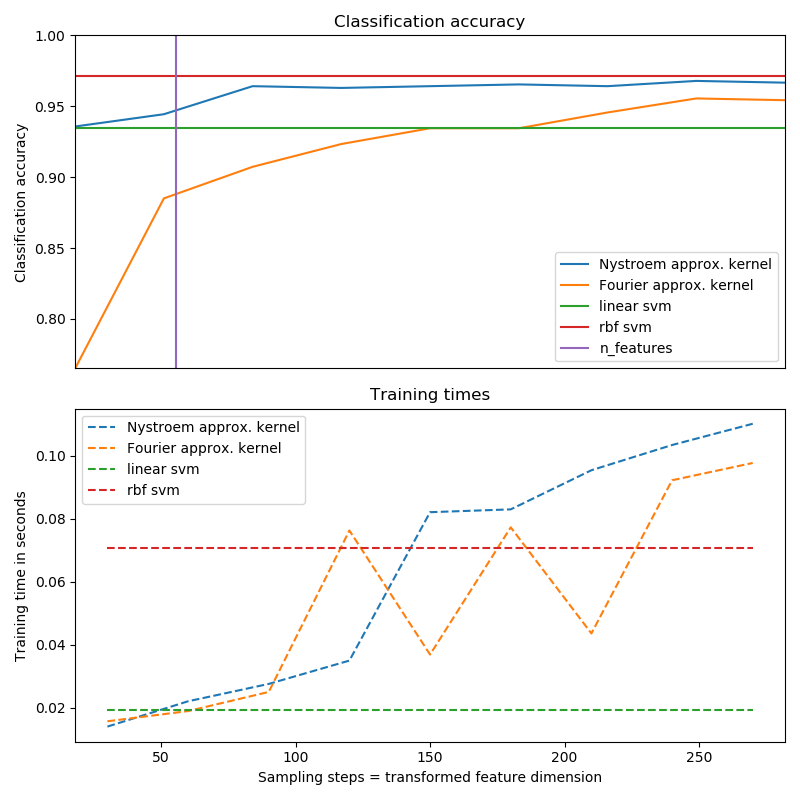 Classification accuracy
1.00
0.95
0.90
0.85
0.80
Classification accuracy
Nystroem approx. kernel
Fourier approx. kernel
linear svm
rbf svm
n_features
Training times
Nystroem approx. kernel
Fourier approx. kernel
linear svm
rbf svm
0.10
0.08
0.06
0.04
0.02
Training time in seconds
50 100 150 200 250
Sampling steps = transformed feature dimension